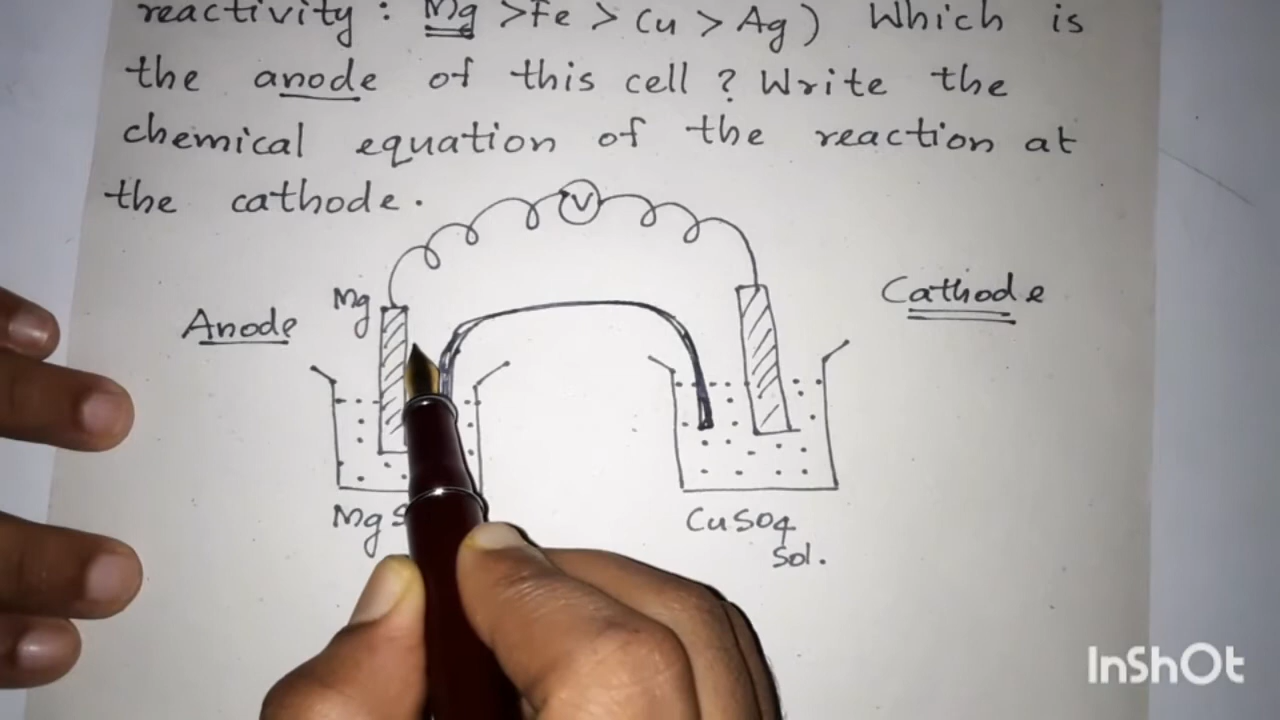 reactivity : Mg > Fe > Cu > Ag) Which is
the anode of this cell ? Write the
chemical equation of the reaction at
the cathode.
V
Mg
Anode
Cathode
Mg S
CuSO4
Sol.
InShOt